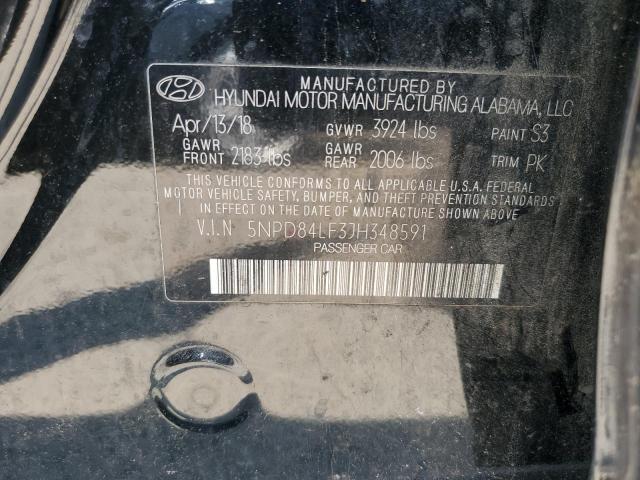 MANUFACTURED BY
HYUNDAI MOTOR MANUFACTURING ALABAMA, LLC
Apr/13/18 GVWR 3924 lbs PAINT S3
GAWR FRONT 2183 lbs GAWR REAR 2006 lbs TRIM PK
THIS VEHICLE CONFORMS TO ALL APPLICABLE U.S.A. FEDERAL
MOTOR VEHICLE SAFETY, BUMPER, AND THEFT PREVENTION
STANDARDS IN EFFECT ON THE DATE OF MANUFACTURE SHOWN ABOVE
V.I.N 5NPD84LF3JH348591
PASSENGER CAR